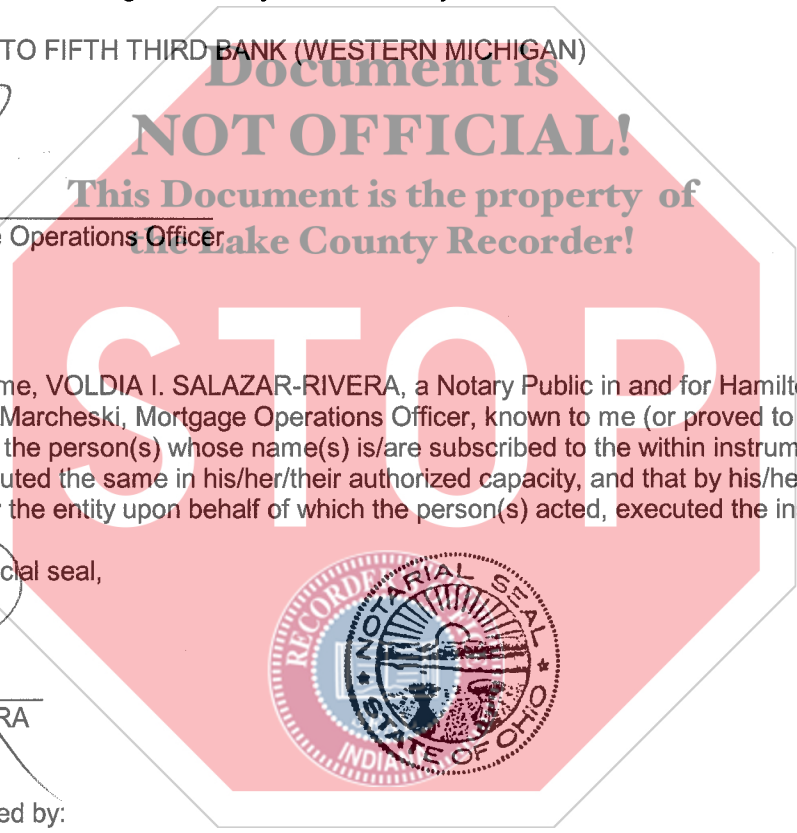 TO FIFTH THIRD BANK (WESTERN MICHIGAN)
Document is
NOT OFFICIAL!
This Document is the property of
the Lake County Recorder!
Operations Officer
STOP
me, VOLDIA I. SALAZAR-RIVERA, a Notary Public in and for Hamilt
Marcheski, Mortgage Operations Officer, known to me (or proved to
the person(s) whose name(s) is/are subscribed to the within instrum
uted the same in his/her/their authorized capacity, and that by his/he
the entity upon behalf of which the person(s) acted, executed the in
cial seal,
RECORDER
NOTARIAL SEAL
STATE OF OHIO
INDIANA
RA
ed by: